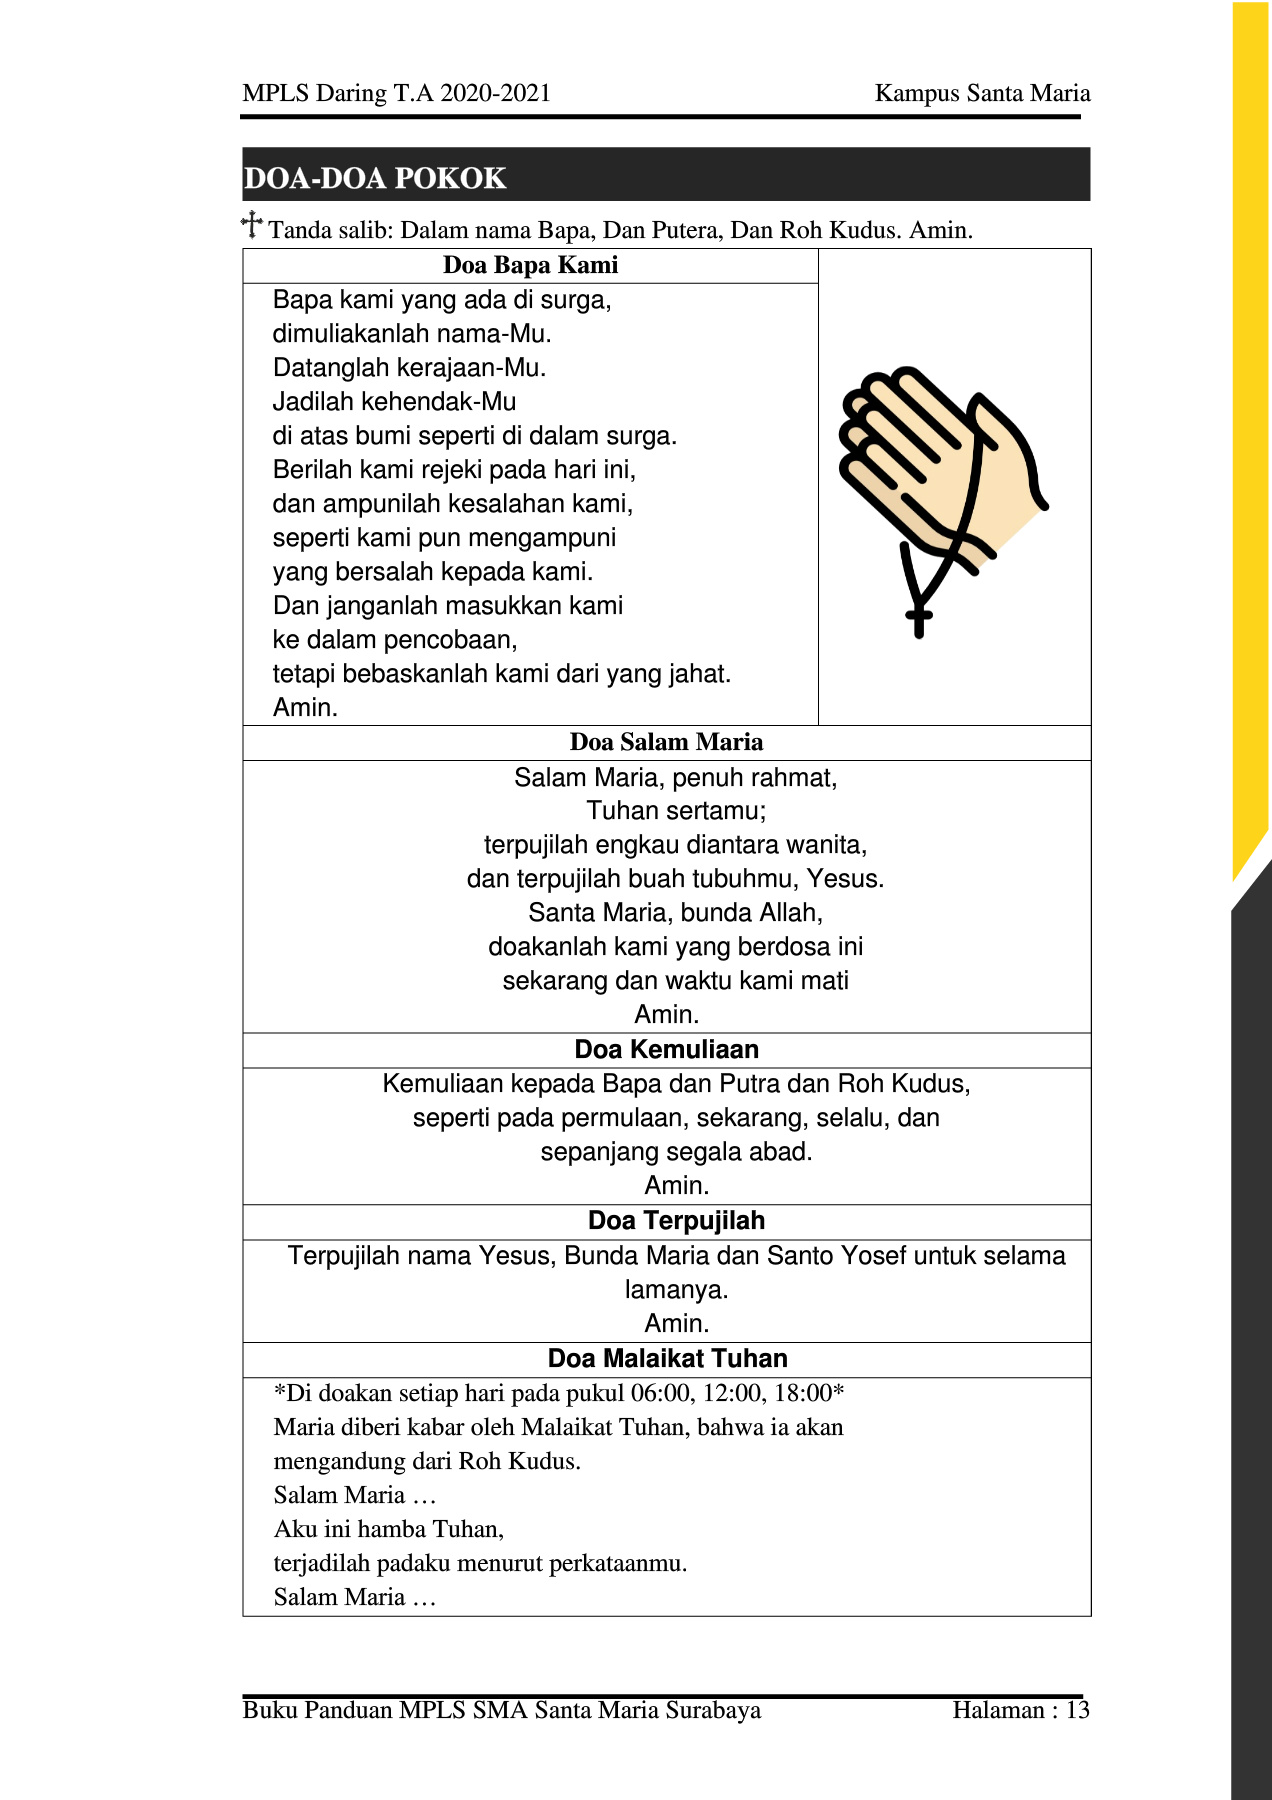 MPLS Daring T.A 2020-2021 Kampus Santa Maria
DOA-DOA POKOK
Tanda salib: Dalam nama Bapa, Dan Putera, Dan Roh Kudus. Amin.
Doa Bapa Kami
Bapa kami yang ada di surga,
dimuliakanlah nama-Mu.
Datanglah kerajaan-Mu.
Jadilah kehendak-Mu
di atas bumi seperti di dalam surga.
Berilah kami rejeki pada hari ini,
dan ampunilah kesalahan kami,
seperti kami pun mengampuni
yang bersalah kepada kami.
Dan janganlah masukkan kami
ke dalam pencobaan,
tetapi bebaskanlah kami dari yang jahat.
Amin.
Doa Salam Maria
Salam Maria, penuh rahmat,
Tuhan sertamu;
terpujilah engkau diantara wanita,
dan terpujilah buah tubuhmu, Yesus.
Santa Maria, bunda Allah,
doakanlah kami yang berdosa ini
sekarang dan waktu kami mati
Amin.
Doa Kemuliaan
Kemuliaan kepada Bapa dan Putra dan Roh Kudus,
seperti pada permulaan, sekarang, selalu, dan
sepanjang segala abad.
Amin.
Doa Terpujilah
Terpujilah nama Yesus, Bunda Maria dan Santo Yosef untuk selama
lamanya.
Amin.
Doa Malaikat Tuhan
*Di doakan setiap hari pada pukul 06:00, 12:00, 18:00*
Maria diberi kabar oleh Malaikat Tuhan, bahwa ia akan
mengandung dari Roh Kudus.
Salam Maria …
Aku ini hamba Tuhan,
terjadilah padaku menurut perkataanmu.
Salam Maria …
Buku Panduan MPLS SMA Santa Maria Surabaya Halaman : 13